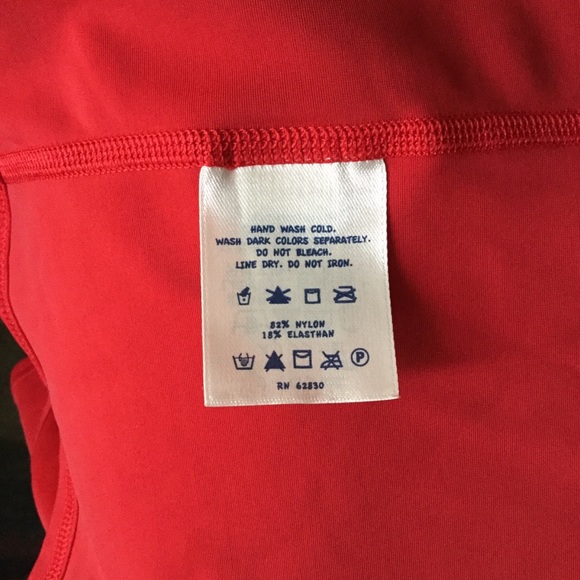 HAND WASH COLD.
WASH DARK COLORS SEPARATELY.
DO NOT BLEACH.
LINE DRY. DO NOT IRON.
82% NYLON
18% ELASTHAN
P
RN 62830